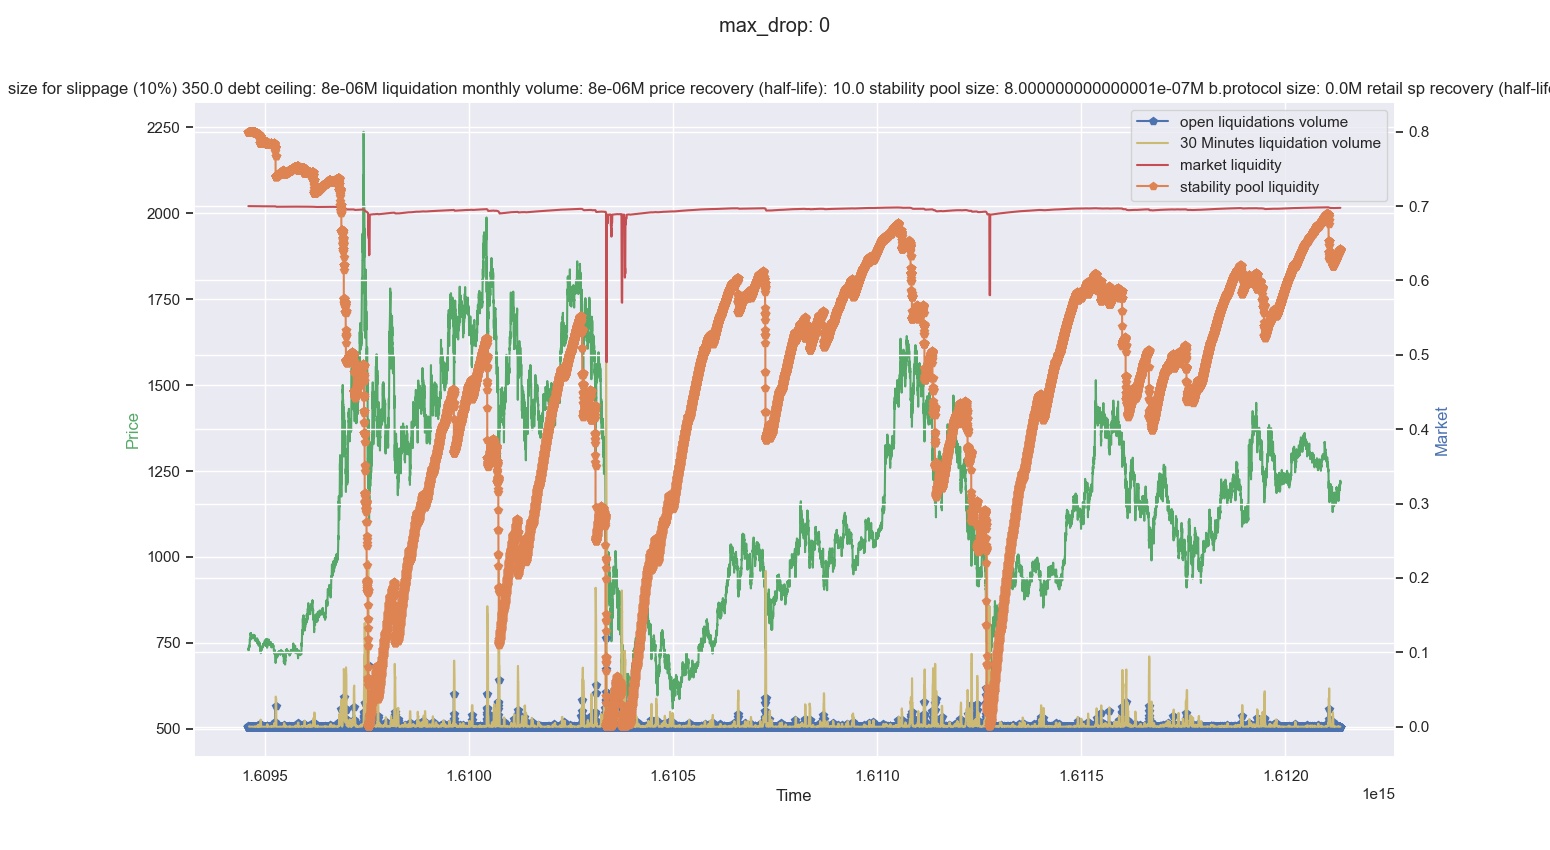 max_drop: 0
size for slippage (10%) 350.0 debt ceiling: 8e-06M liquidation monthly volume: 8e-06M price recovery (half-life): 10.0 stability pool size: 8.000000000000001e-07M b.protocol size: 0.0M retail sp recovery (half-life
open liquidations volume
30 Minutes liquidation volume
market liquidity
stability pool liquidity
2250
2000
1750
1500
1250
1000
750
500
Price
0.8
0.7
0.6
0.5
0.4
0.3
0.2
0.1
0.0
Market
1.6095 1.6100 1.6105 1.6110 1.6115 1.6120
1e15
Time